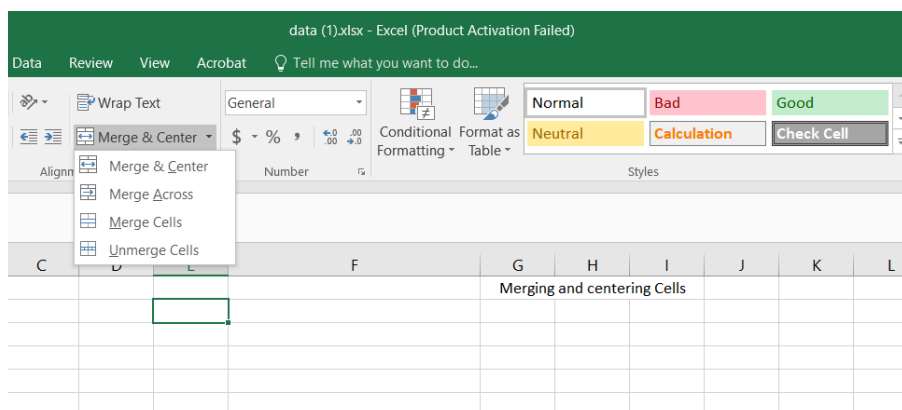 data (1).xlsx - Excel (Product Activation Failed)
Data Review View Acrobat Tell me what you want to do...
Wrap Text General Normal Bad Good
Merge & Center $ % , .00 .00 Conditional Formatting Format as Table Neutral Calculation Check Cell
Number Styles
Merge & Center
Merge Across
Merge Cells
Unmerge Cells
C F G H I J K L
Merging and centering Cells